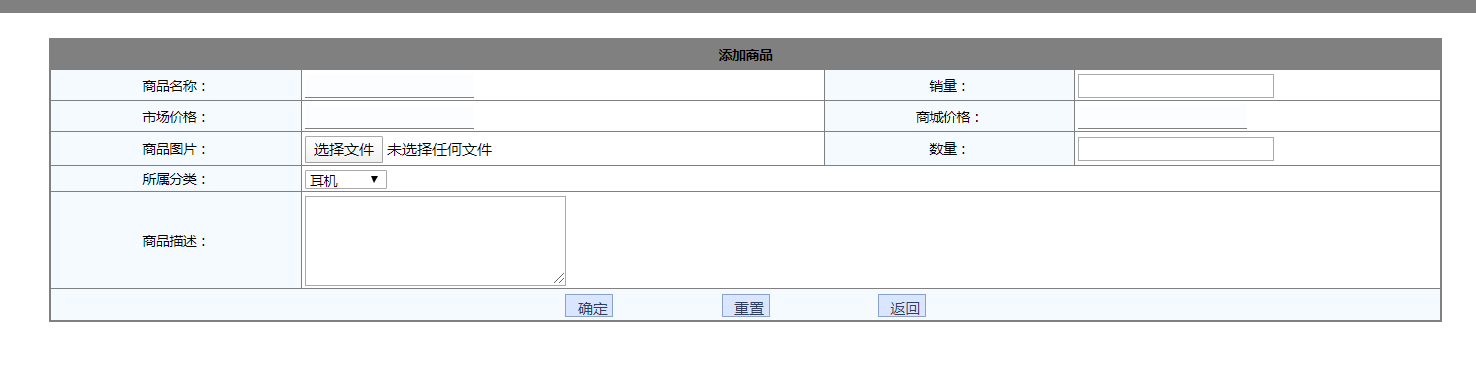 添加商品
商品名称： 销量：
市场价格： 商城价格：
商品图片： 选择文件 未选择任何文件 数量：
所属分类： 耳机
商品描述：
确定 重置 返回